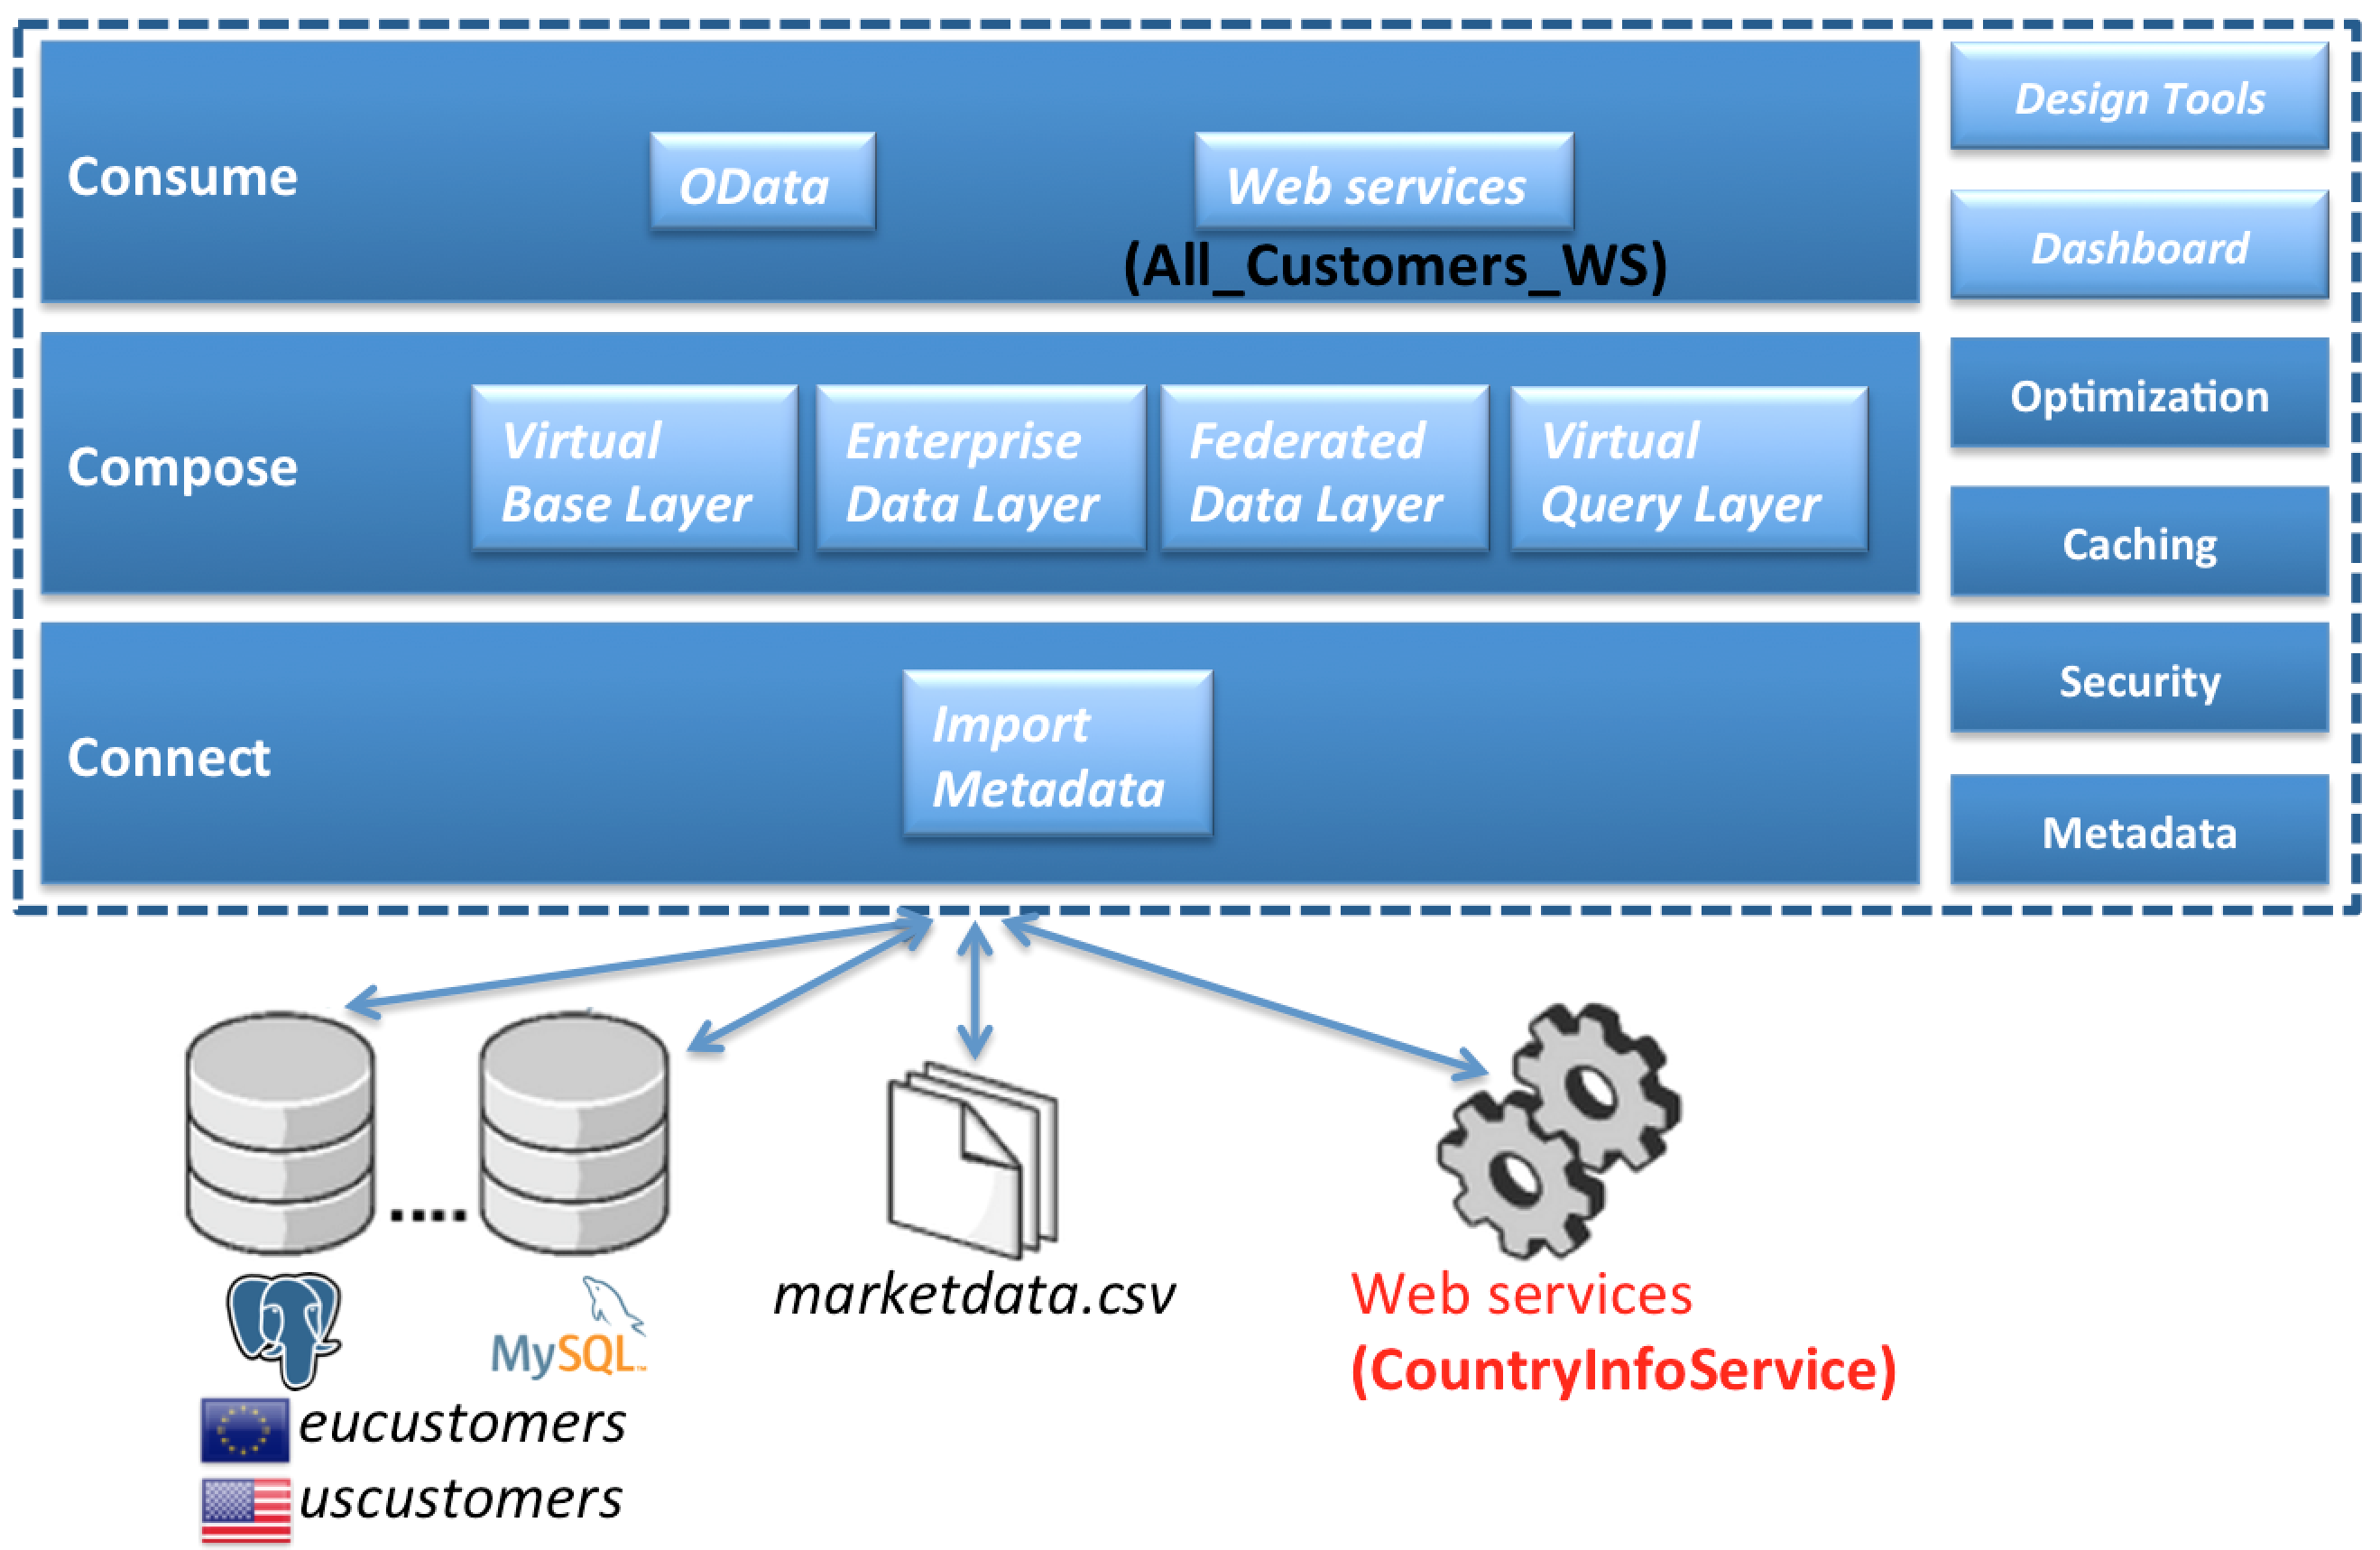 Consume
OData
Web services
(All_Customers_WS)
Compose
Virtual
Base Layer
Enterprise
Data Layer
Federated
Data Layer
Virtual
Query Layer
Connect
Import
Metadata
Design Tools
Dashboard
Optimization
Caching
Security
Metadata
....
MySQL™
eucustomers
uscustomers
marketdata.csv
Web services
(CountryInfoService)